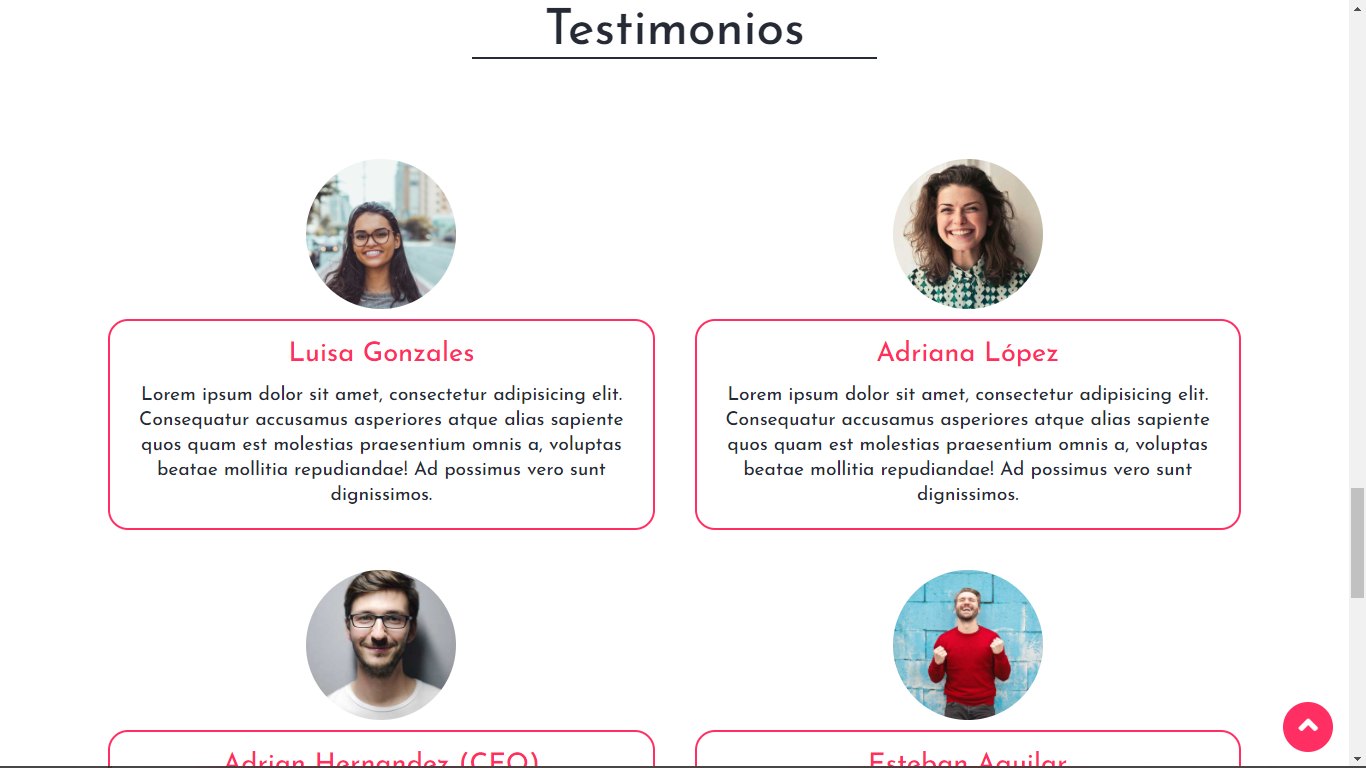 Testimonios
Luisa Gonzales
Lorem ipsum dolor sit amet, consectetur adipisicing elit.
Consequatur accusamus asperiores atque alias sapiente
quos quam est molestias praesentium omnis a, voluptas
beatae mollitia repudiandae! Ad possimus vero sunt
dignissimos.
Adriana López
Lorem ipsum dolor sit amet, consectetur adipisicing elit.
Consequatur accusamus asperiores atque alias sapiente
quos quam est molestias praesentium omnis a, voluptas
beatae mollitia repudiandae! Ad possimus vero sunt
dignissimos.
Adrian Hernandez (CEO)
Esteban Aguilar